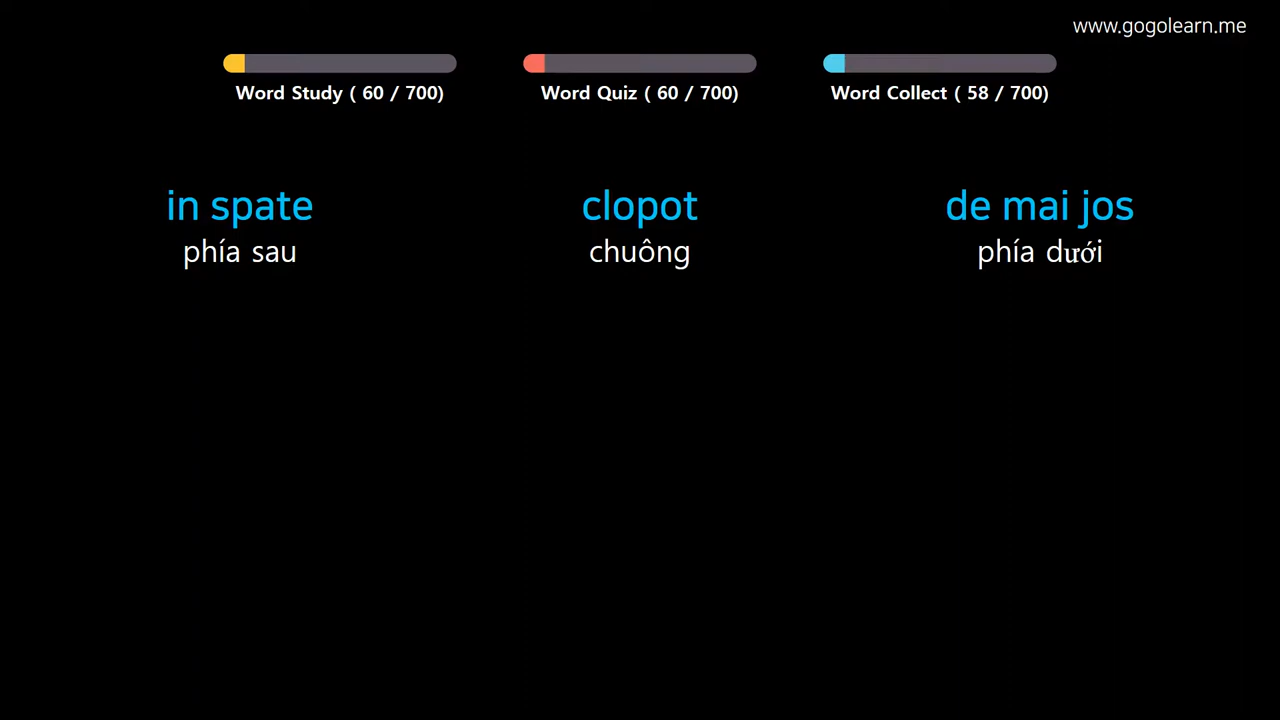 www.gogolearn.me
Word Study ( 60 / 700)
Word Quiz ( 60 / 700)
Word Collect ( 58 / 700)
in spate
phía sau
clopot
chuông
de mai jos
phía dưới